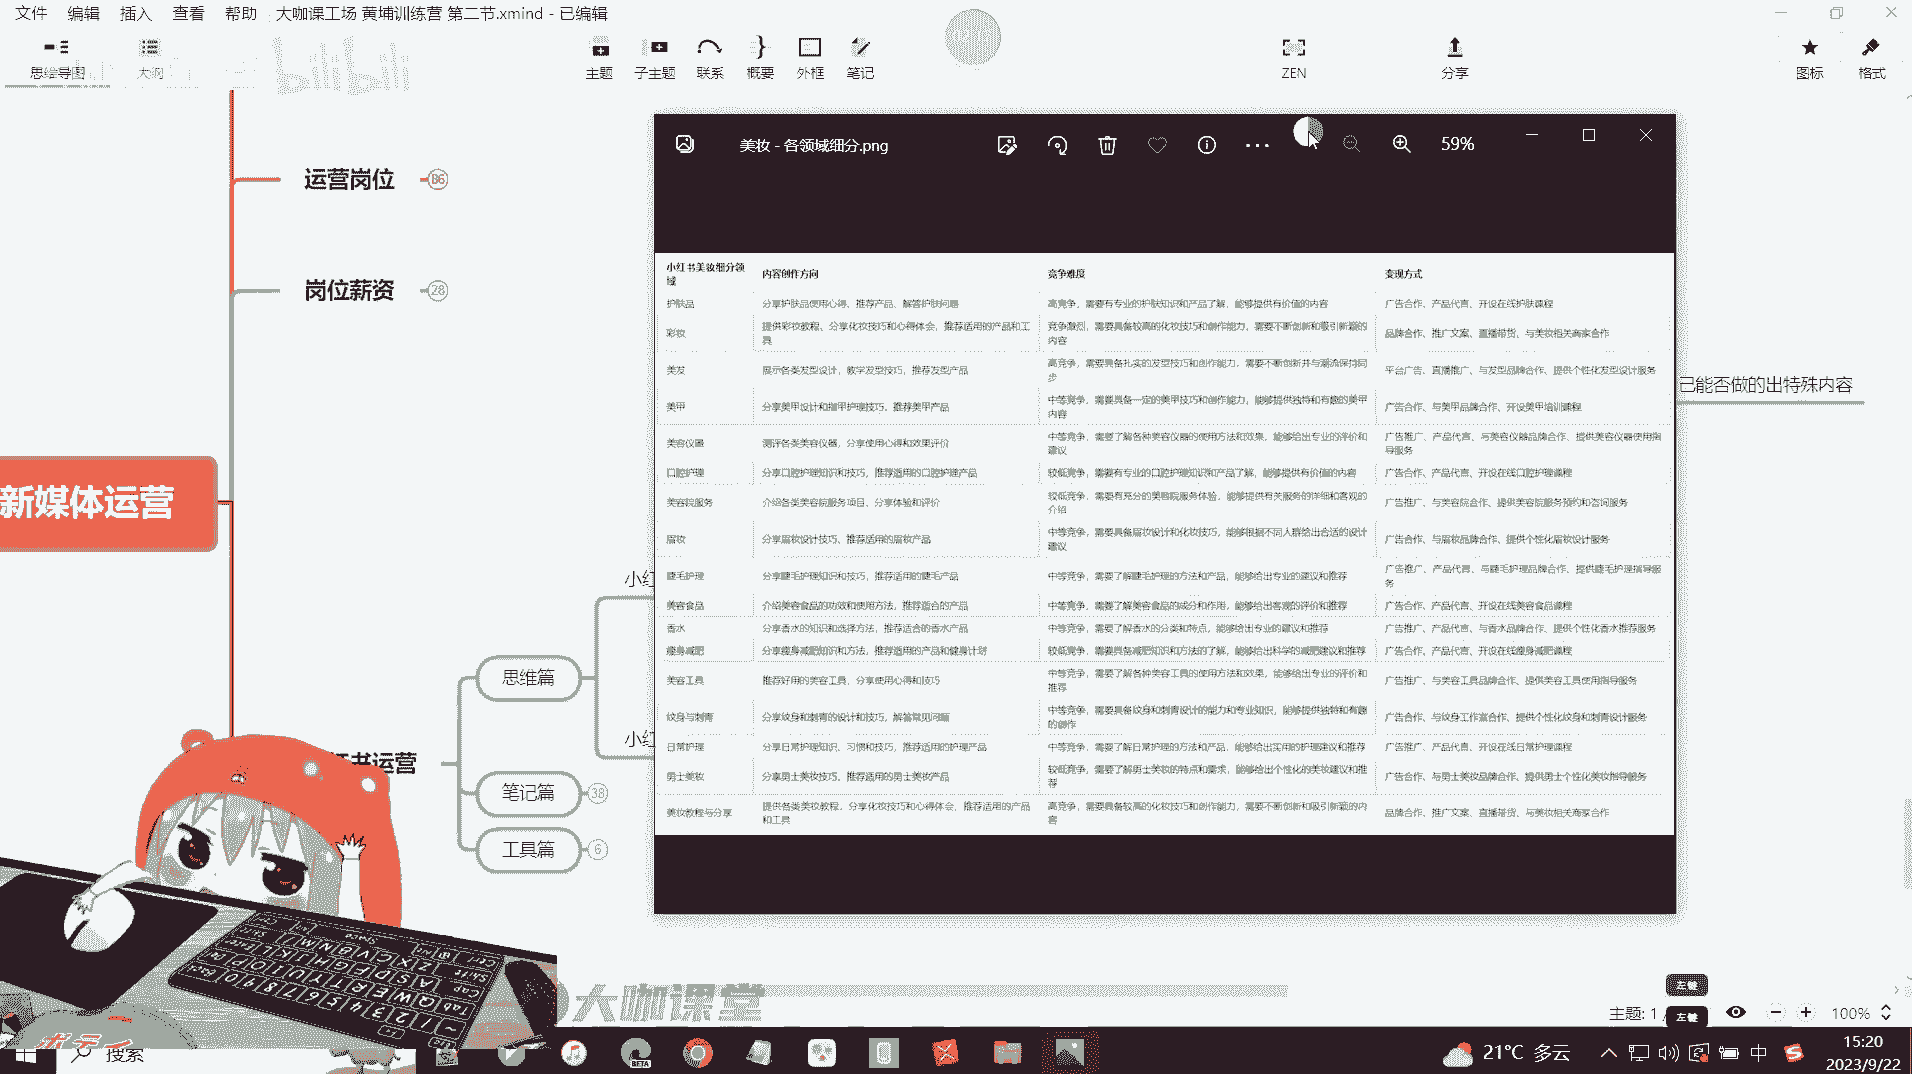 文件 编辑 插入 查看 帮助 大咖课工场 黄埔训练营 第二节.xmind - 已编辑
思维导图 大纲 主题 子主题 联系 概要 外框 笔记 ZEN 分享 图标 格式
bilibili
运营岗位 86
岗位薪资 28
新媒体运营
书运营
思维篇
笔记篇 38
工具篇 6
小红
小红
己能否做的出特殊内容
美妆 - 各领域细分.png 59%
小红书美妆细分领域 内容创作方向 竞争难度 变现方式
护肤品 分享护肤品使用心得、推荐产品、解答护肤问题 高竞争，需要有专业的护肤知识和产品了解，能够提供有价值的内容 广告合作、产品代言、开设在线护肤课程
彩妆 提供彩妆教程、分享化妆技巧和心得体会，推荐适用的产品和工具 竞争激烈，需要具备较高的化妆技巧和创作能力，需要不断创新和吸引新颖的内容 品牌合作、推广文案、直播带货、与美妆相关商家合作
美发 展示各类发型设计，教学发型技巧，推荐发型产品 高竞争，需要具备扎实的发型技巧和创作能力，需要不断创新并与潮流保持同步 平台广告、直播推广、与发型品牌合作、提供个性化发型设计服务
美甲 分享美甲设计和指甲护理技巧，推荐美甲产品 中等竞争，需要具备一定的美甲技巧和创作能力，能够提供独特和有趣的美甲内容 广告合作、与美甲品牌合作、开设美甲培训课程
美容仪器 测评各类美容仪器，分享使用心得和效果评价 中等竞争，需要了解各种美容仪器的使用方法和效果，能够给出专业的评价和建议 广告推广、产品代言、与美容仪器品牌合作、提供美容仪器使用指导服务
口腔护理 分享口腔护理知识和技巧，推荐适用的口腔护理产品 较低竞争，需要有专业的口腔护理知识和产品了解，能够提供有价值的内容 广告合作、产品代言、开设在线口腔护理课程
美容院服务 介绍各类美容院服务项目，分享体验和评价 较低竞争，需要有充分的美容院服务体验，能够提供有关服务的详细和客观的介绍 广告推广、与美容院合作、提供美容院服务预约和咨询服务
眉妆 分享眉妆设计技巧，推荐适用的眉妆产品 中等竞争，需要具备眉妆设计和化妆技巧，能够根据不同人群给出合适的设计建议 广告合作、与眉妆品牌合作、提供个性化眉妆设计服务
睫毛护理 分享睫毛护理知识和技巧，推荐适用的睫毛产品 中等竞争，需要了解睫毛护理的方法和产品，能够给出专业的建议和推荐 广告推广、产品代言、与睫毛护理品牌合作、提供睫毛护理指导服务
美容食品 介绍美容食品的功效和使用方法，推荐适合的产品 中等竞争，需要了解美容食品的成分和作用，能够给出客观的评价和推荐 广告合作、产品代言、开设在线美容食品课程
香水 分享香水的知识和选择方法，推荐适合的香水产品 中等竞争，需要了解香水的分类和特点，能够给出专业的建议和推荐 广告推广、产品代言、与香水品牌合作、提供个性化香水推荐服务
瘦身减肥 分享瘦身减肥知识和方法，推荐适用的产品和健身计划 较低竞争，需要具备减肥知识和方法的了解，能够给出科学的减肥建议和推荐 广告合作、产品代言、开设在线瘦身减肥课程
美容工具 推荐好用的美容工具，分享使用心得和技巧 中等竞争，需要了解各种美容工具的使用方法和效果，能够给出专业的评价和推荐 广告推广、与美容工具品牌合作、提供美容工具使用指导服务
纹身与刺青 分享纹身和刺青的设计和技巧，解答常见问题 中等竞争，需要具备纹身和刺青设计的能力和专业知识，能够提供独特和有趣的创作 广告合作、与纹身工作室合作、提供个性化纹身和刺青设计服务
日常护理 分享日常护理知识、习惯和技巧，推荐适用的护理产品 中等竞争，需要了解日常护理的方法和产品，能够给出实用的护理建议和推荐 广告推广、产品代言、开设在线日常护理课程
男士美妆 分享男士美妆技巧，推荐适用的男士美妆产品 较低竞争，需要了解男士美妆的特点和需求，能够给出个性化的美妆建议和推荐 广告合作、与男士美妆品牌合作、提供男士个性化美妆指导服务
美妆教程与分享 提供各类美妆教程，分享化妆技巧和心得体会，推荐适用的产品和工具 高竞争，需要具备较高的化妆技巧和创作能力，需要不断创新和吸引新颖的内容 品牌合作、推广文案、直播带货、与美妆相关商家合作
大咖课堂
左键
左键
主题: 1 / 100%
搜索 BETA 21°C 多云 中 15:20
2023/9/22